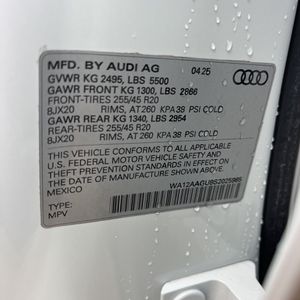 MFD. BY AUDI AG 04 25
GVWR KG 2495, LBS 5500
GAWR FRONT KG 1300, LBS 2866
FRONT-TIRES 255/45 R20
8JX20 RIMS, AT 260 KPA 38 PSI COLD
GAWR REAR KG 1340, LBS 2954
REAR-TIRES 255/45 R20
8JX20 RIMS, AT 260 KPA 38 PSI COLD
THIS VEHICLE CONFORMS TO ALL APPLICABLE
U.S. FEDERAL MOTOR VEHICLE SAFETY AND
THEFT PREVENTION STANDARDS IN EFFECT ON
THE DATE OF MANUFACTURE SHOWN ABOVE.
MEXICO
TYPE:
MPV